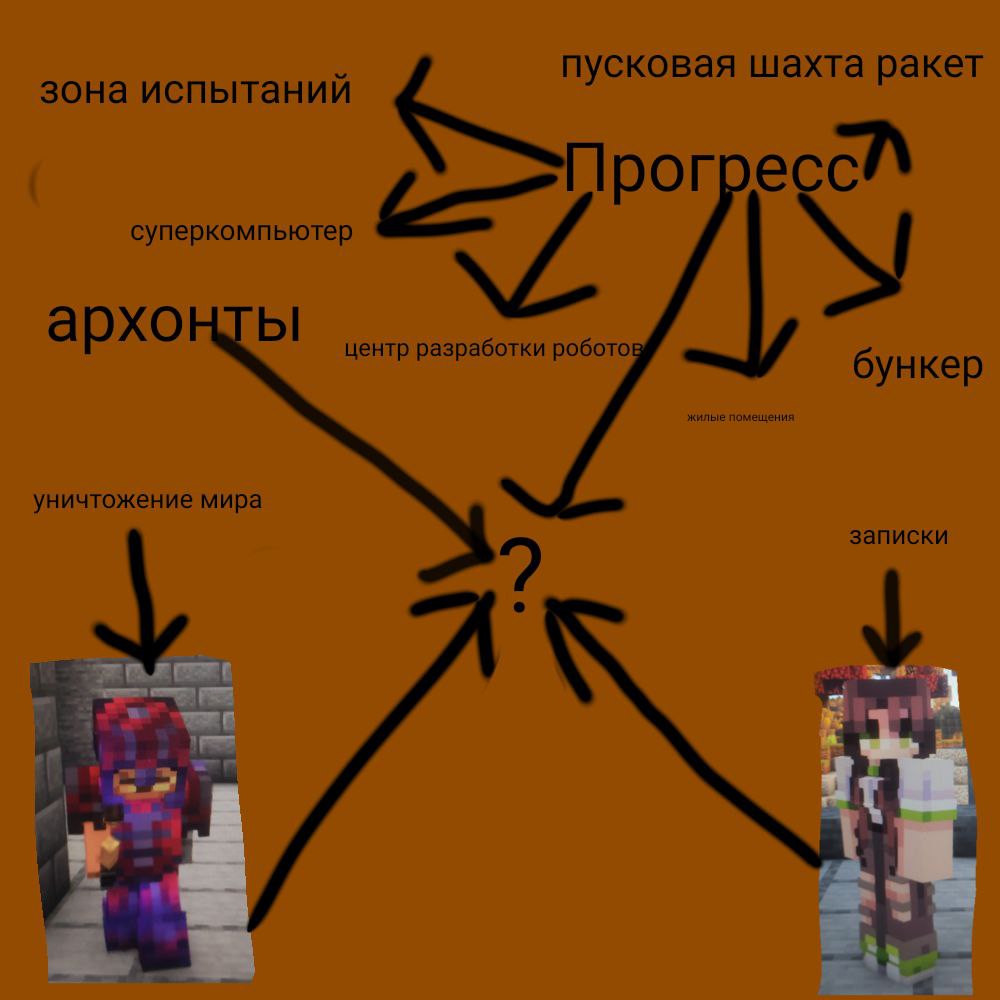 пусковая шахта ракет
зона испытаний
Прогресс
суперкомпьютер
архонты
центр разработки роботов
бункер
жилые помещения
уничтожение мира
записки
?